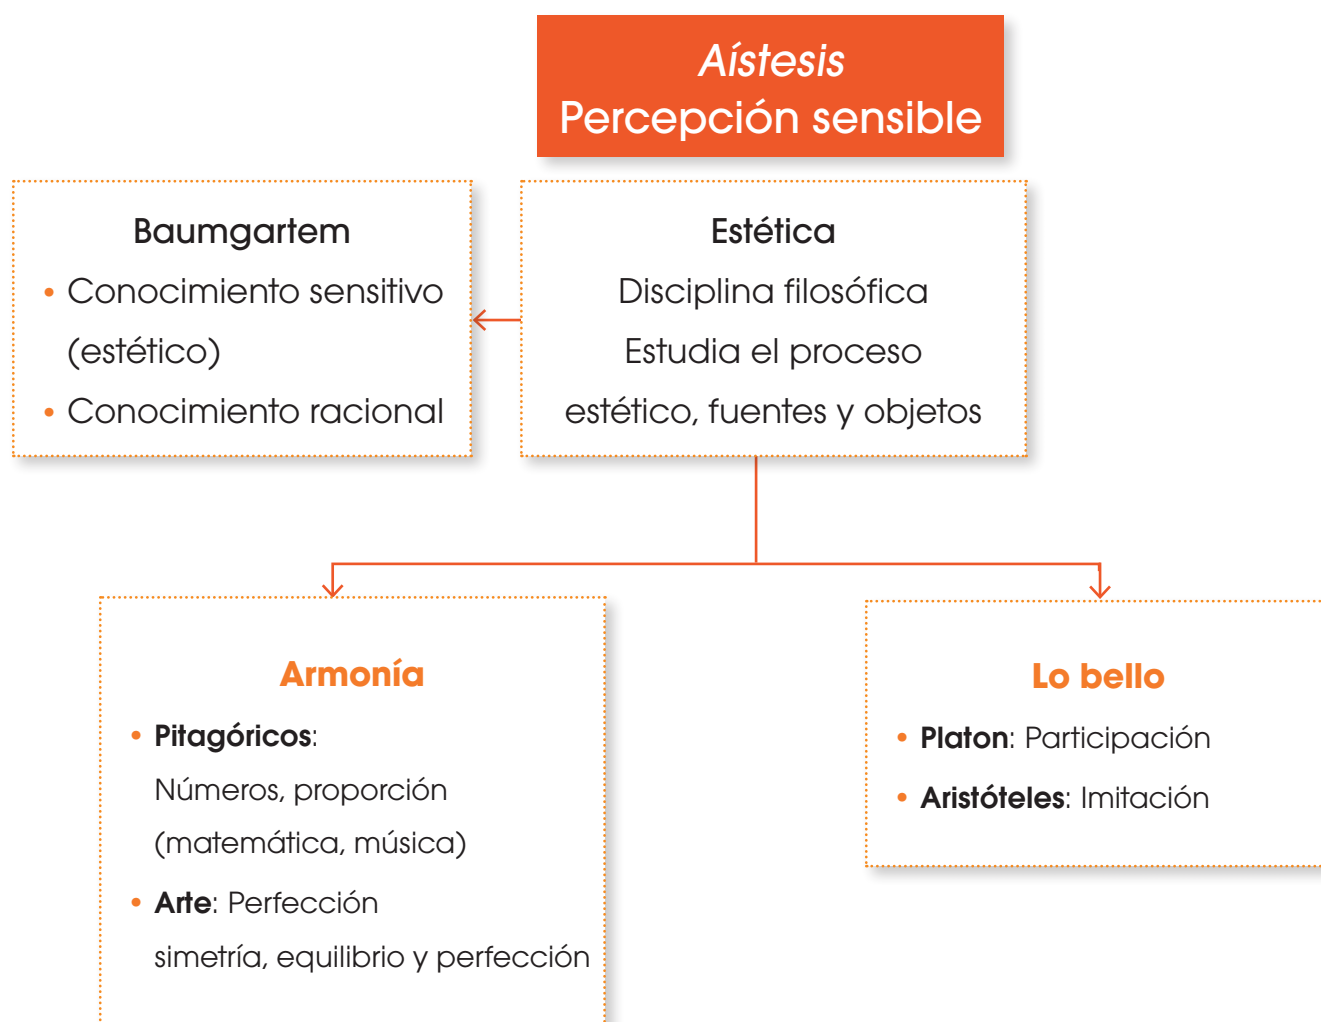 Aístesis
Percepción sensible
Baumgartem
• Conocimiento sensitivo
(estético)
• Conocimiento racional
Estética
Disciplina filosófica
Estudia el proceso
estético, fuentes y objetos
Armonía
• Pitagóricos:
Números, proporción
(matemática, música)
• Arte: Perfección
simetría, equilibrio y perfección
Lo bello
• Platon: Participación
• Aristóteles: Imitación